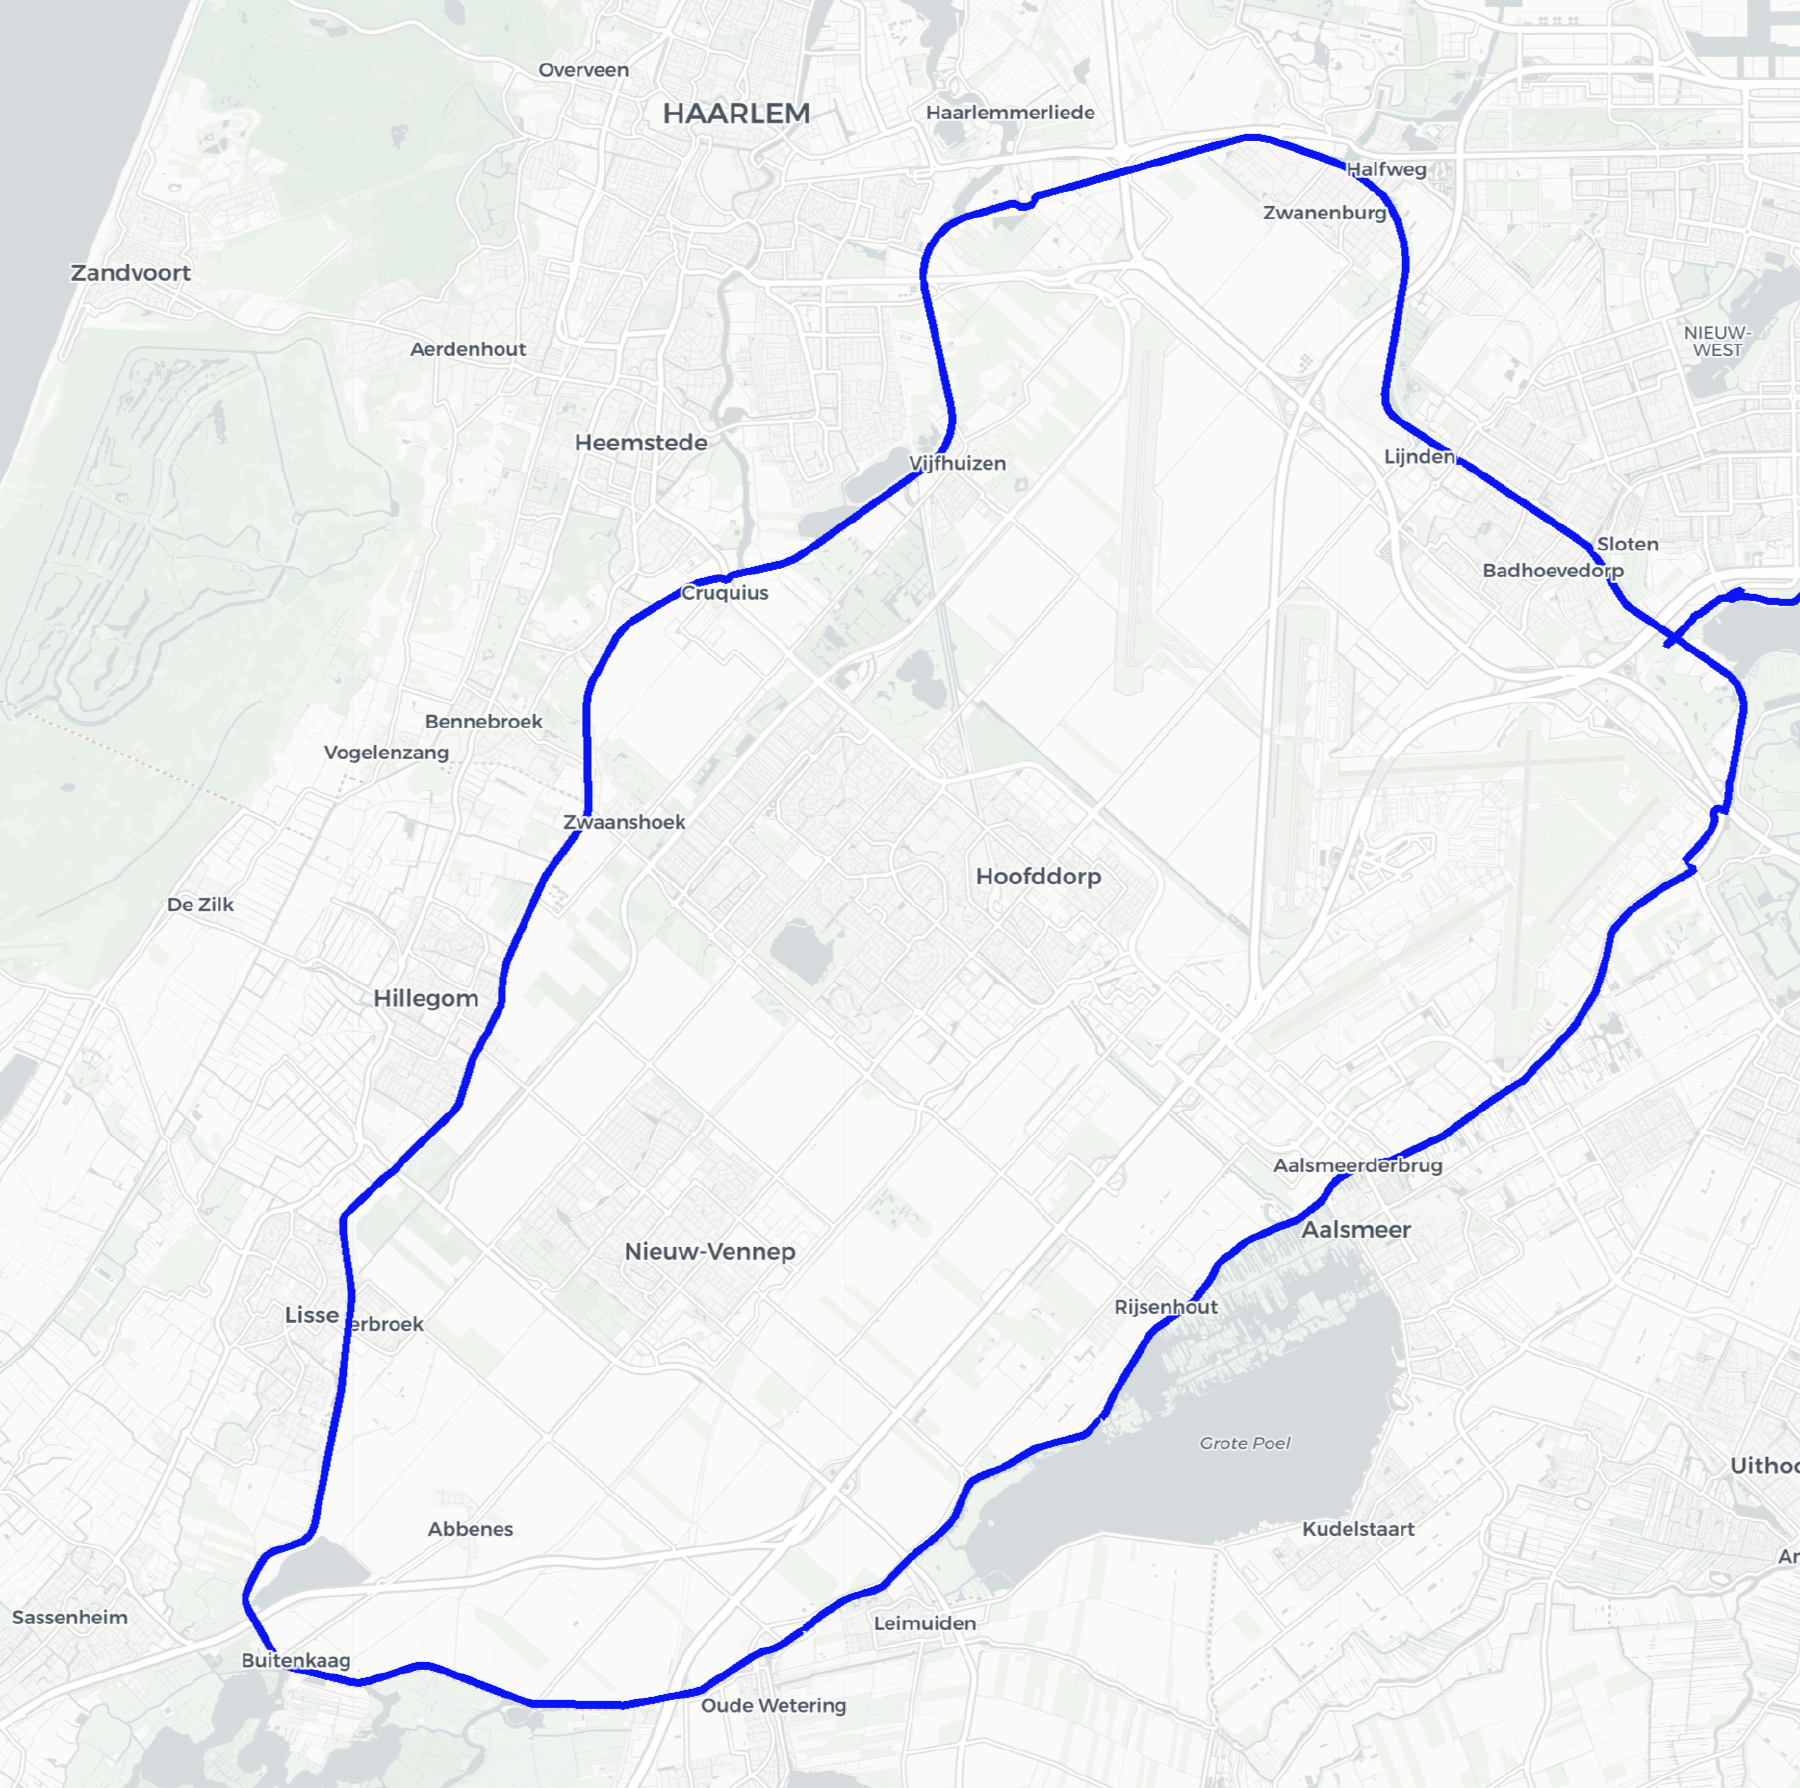 Overveen
HAARLEM
Haarlemmerliede
Halfweg
Zwanenburg
Zandvoort
NIEUW-
WEST
Aerdenhout
Heemstede
Vijfhuizen
Lijnden
Sloten
Badhoevedorp
Cruquius
Bennebroek
Vogelenzang
Zwaanshoek
Hoofddorp
De Zilk
Hillegom
Aalsmeerderbrug
Aalsmeer
Nieuw-Vennep
Rijsenhout
Lisse
erbroek
Grote Poel
Uithoo
Abbenes
Kudelstaart
Ar
Sassenheim
Leimuiden
Buitenkaag
Oude Wetering